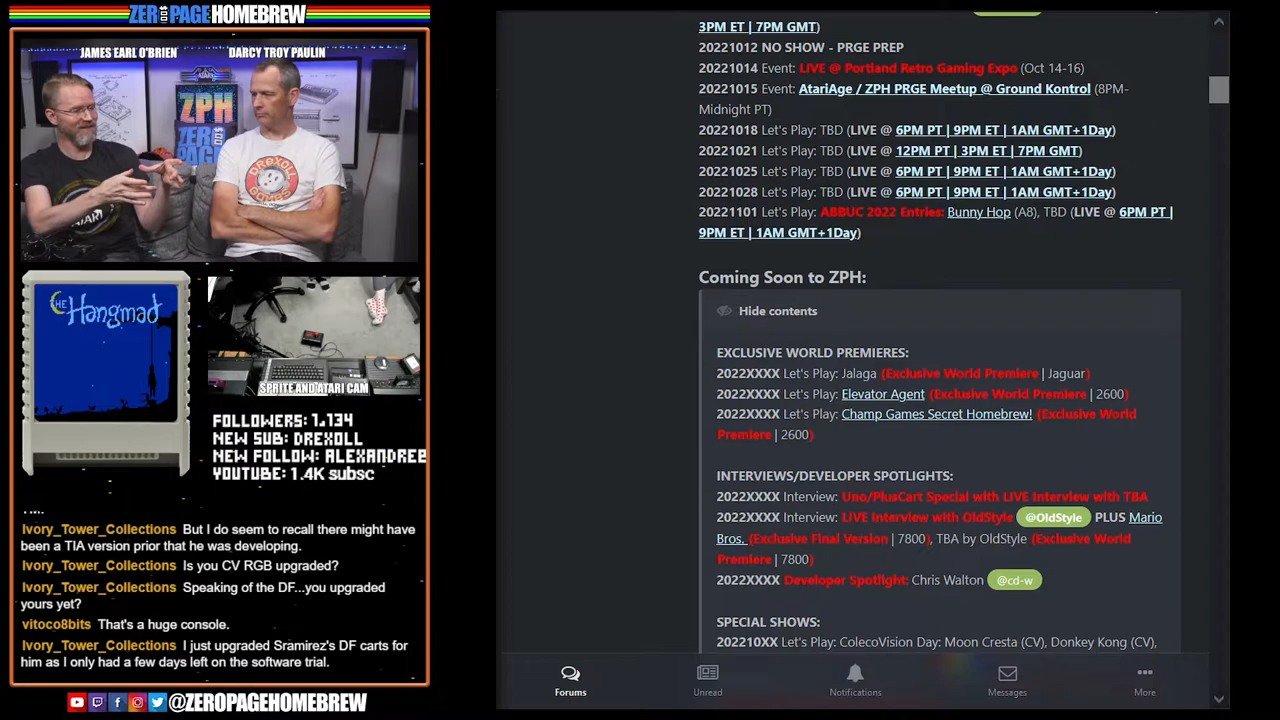 ZEROPAGE HOMEBREW
JAMES EARL O'BRIEN
DARCY TROY PAULIN
ATARI
ZPH
ZERO
PAGE
DREXOLL
GAMES
THE Hangmad
SPRITE AND ATARI CAM
FOLLOWERS: 1,134
NEW SUB: DREXOLL
NEW FOLLOW: ALEXANDREB
YOUTUBE: 1.4K subsc
Ivory_Tower_Collections But I do seem to recall there might have
been a TIA version prior that he was developing.
Ivory_Tower_Collections Is you CV RGB upgraded?
Ivory_Tower_Collections Speaking of the DF...you upgraded
yours yet?
vitoco8bits That's a huge console.
Ivory_Tower_Collections I just upgraded Sramirez's DF carts for
him as I only had a few days left on the software trial.
@ZEROPAGEHOMEBREW
3PM ET | 7PM GMT)
20221012 NO SHOW - PRGE PREP
20221014 Event: LIVE @ Portland Retro Gaming Expo (Oct 14-16)
20221015 Event: AtariAge / ZPH PRGE Meetup @ Ground Kontrol (8PM-
Midnight PT)
20221018 Let's Play: TBD (LIVE @ 6PM PT | 9PM ET | 1AM GMT+1Day)
20221021 Let's Play: TBD (LIVE @ 12PM PT | 3PM ET | 7PM GMT)
20221025 Let's Play: TBD (LIVE @ 6PM PT | 9PM ET | 1AM GMT+1Day)
20221028 Let's Play: TBD (LIVE @ 6PM PT | 9PM ET | 1AM GMT+1Day)
20221101 Let's Play: ABBUC 2022 Entries: Bunny Hop (A8), TBD (LIVE @ 6PM PT |
9PM ET | 1AM GMT+1Day)
Coming Soon to ZPH:
Hide contents
EXCLUSIVE WORLD PREMIERES:
2022XXXX Let's Play: Jalaga (Exclusive World Premiere | Jaguar)
2022XXXX Let's Play: Elevator Agent (Exclusive World Premiere | 2600)
2022XXXX Let's Play: Champ Games Secret Homebrew! (Exclusive World
Premiere | 2600)
INTERVIEWS/DEVELOPER SPOTLIGHTS:
2022XXXX Interview: Uno/PlusCart Special with LIVE Interview with TBA
2022XXXX Interview: LIVE Interview with OldStyle @OldStyle PLUS Mario
Bros. (Exclusive Final Version | 7800), TBA by OldStyle (Exclusive World
Premiere | 7800)
2022XXXX Developer Spotlight: Chris Walton @cd-w
SPECIAL SHOWS:
202210XX Let's Play: ColecoVision Day: Moon Cresta (CV), Donkey Kong (CV),
Forums
Unread
Notifications
Messages
More